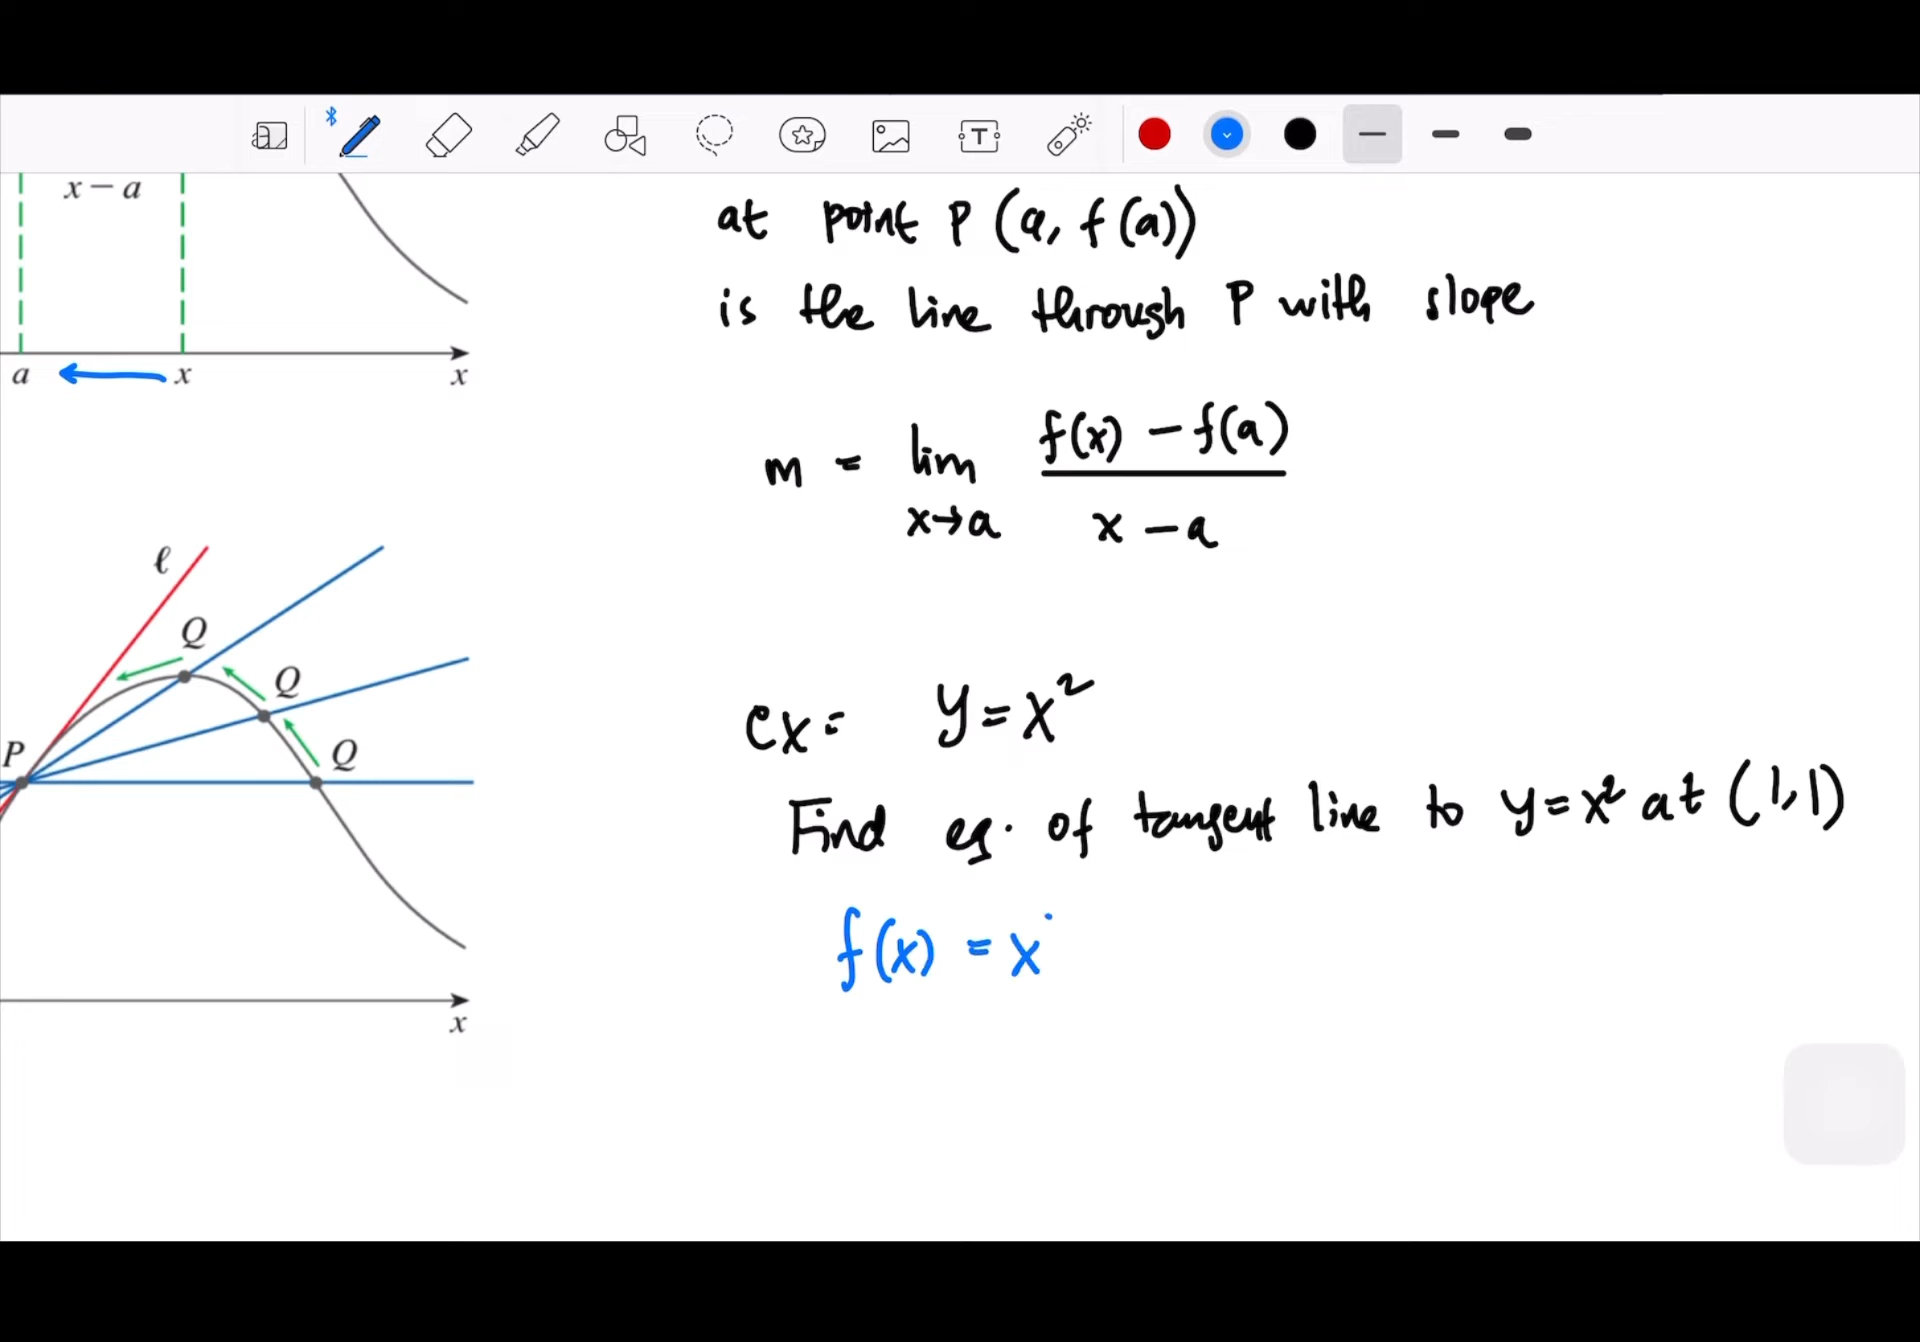 x − a
a
x
x
ℓ
Q
Q
Q
P
x
at point P (a, f(a))
is the line through P with slope
m = lim f(x) − f(a)
x→a x − a
ex: y = x²
Find eq. of tangent line to y = x² at (1,1)
f(x) = x